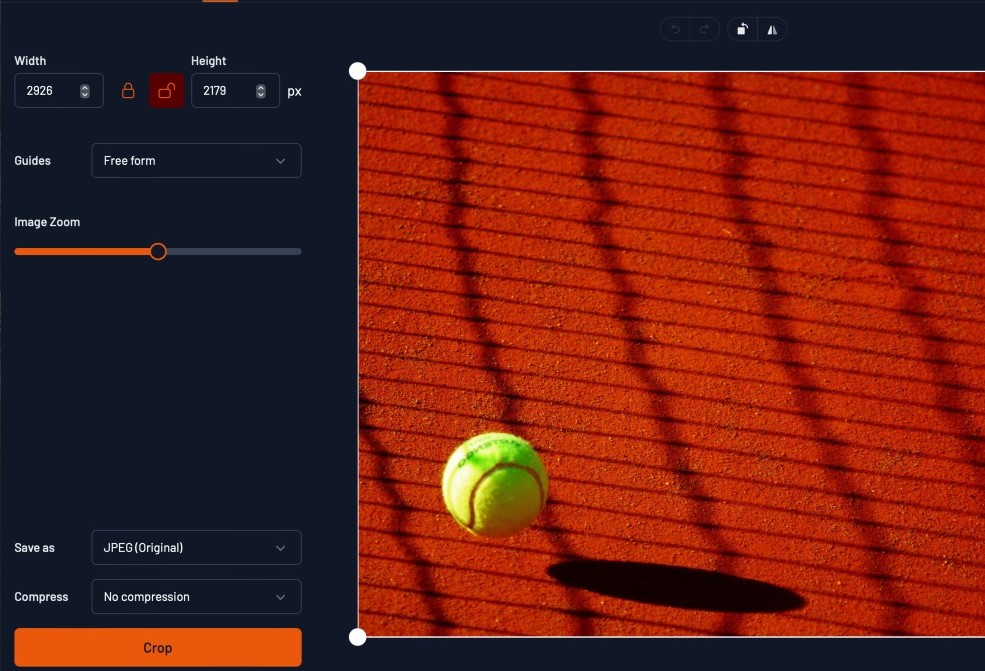 Width
Height
2926
2179
px
Guides
Free form
Image Zoom
Save as
JPEG (Original)
Compress
No compression
Crop